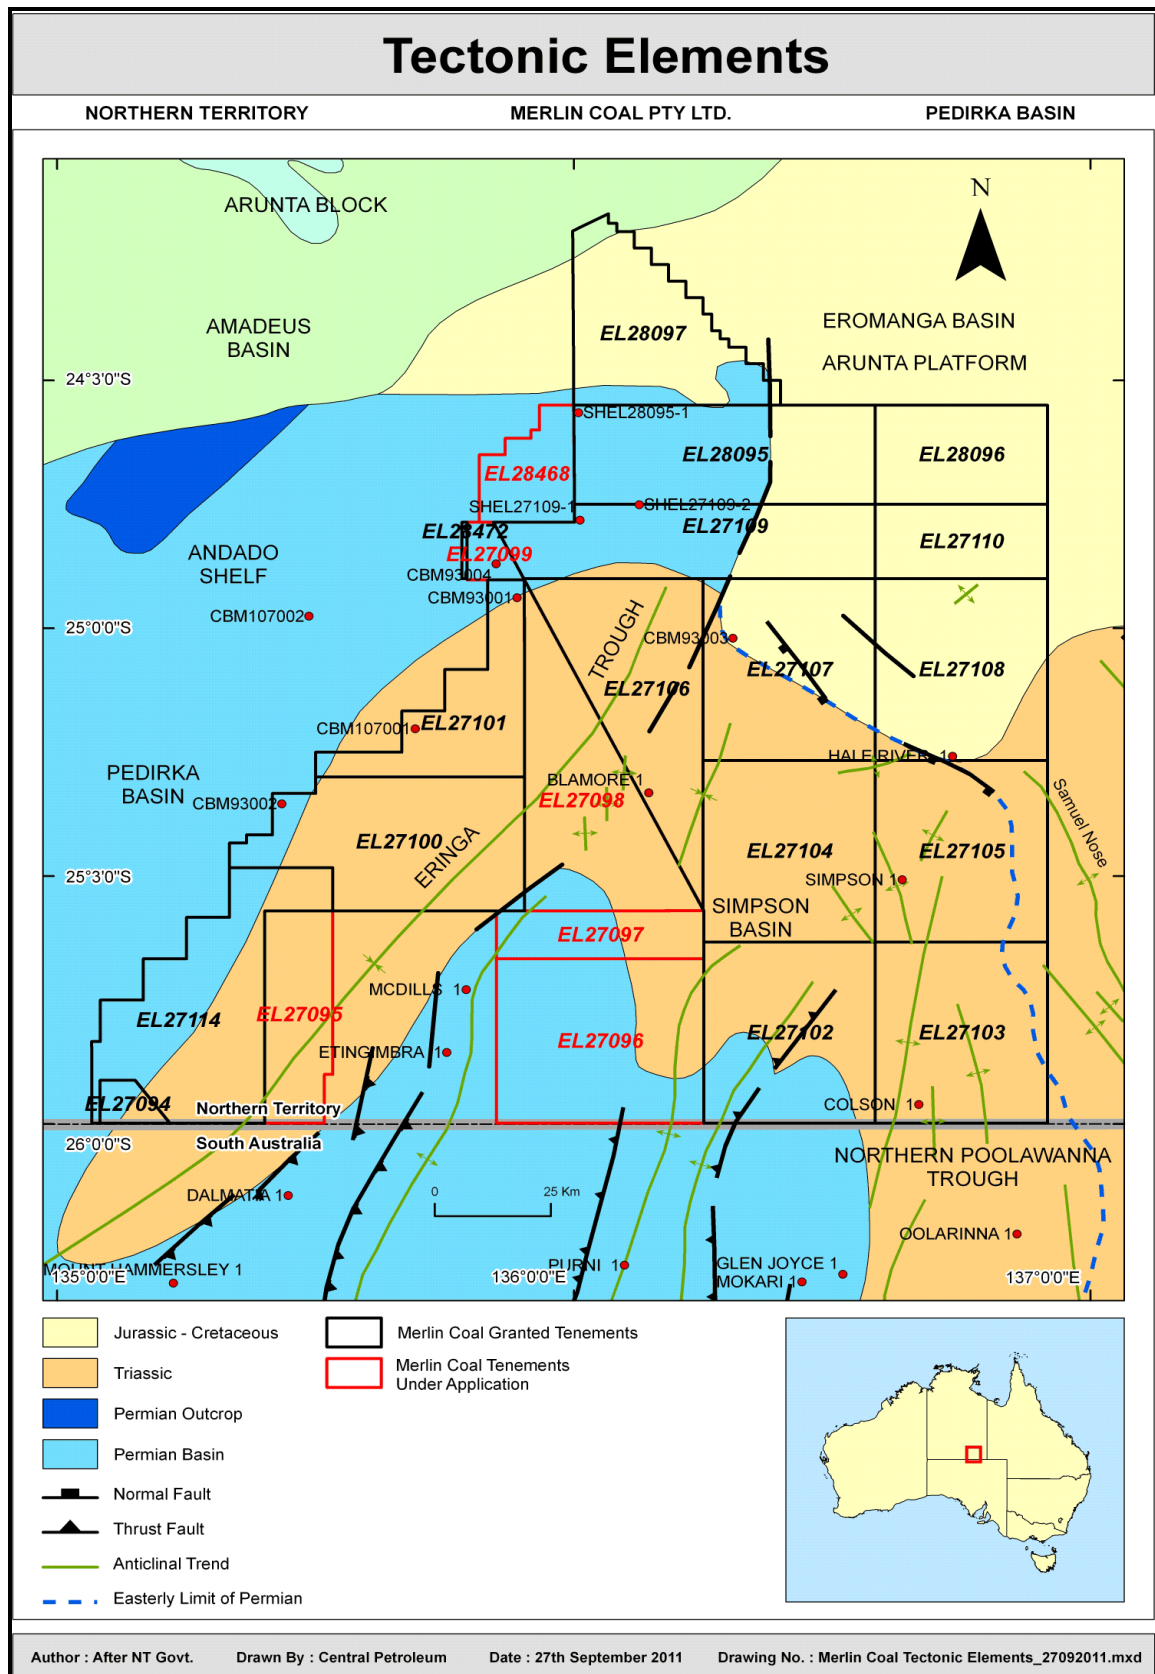 Tectonic Elements
NORTHERN TERRITORY
MERLIN COAL PTY LTD.
PEDIRKA BASIN
N
ARUNTA BLOCK
AMADEUS
BASIN
EROMANGA BASIN
ARUNTA PLATFORM
EL28097
24°3'0"S
SHEL28095-1
EL28095
EL28096
EL28468
SHEL27109-1
SHEL27109-2
EL27109
EL28472
EL27099
EL27110
ANDADO
SHELF
CBM93004
CBM93001
CBM107002
25°0'0"S
TROUGH
CBM93003
EL27107
EL27108
EL27106
CBM107001
EL27101
HALE RIVER 1
PEDIRKA
BASIN
BLAMORE 1
EL27098
CBM93002
Samuel Nose
EL27100
ERINGA
EL27104
EL27105
25°3'0"S
SIMPSON 1
SIMPSON
BASIN
EL27097
MCDILLS 1
EL27114
EL27095
EL27096
EL27102
EL27103
ETINGIMBRA 1
EL27094
Northern Territory
COLSON 1
26°0'0"S
South Australia
NORTHERN POOLAWANNA
TROUGH
DALMATIA 1
0
25 Km
OOLARINNA 1
MOUNT HAMMERSLEY 1
PURNI 1
GLEN JOYCE 1
MOKARI 1
135°0'0"E
136°0'0"E
137°0'0"E
Jurassic - Cretaceous
Triassic
Permian Outcrop
Permian Basin
Normal Fault
Thrust Fault
Anticlinal Trend
Easterly Limit of Permian
Merlin Coal Granted Tenements
Merlin Coal Tenements
Under Application
Author : After NT Govt.
Drawn By : Central Petroleum
Date : 27th September 2011
Drawing No. : Merlin Coal Tectonic Elements_27092011.mxd